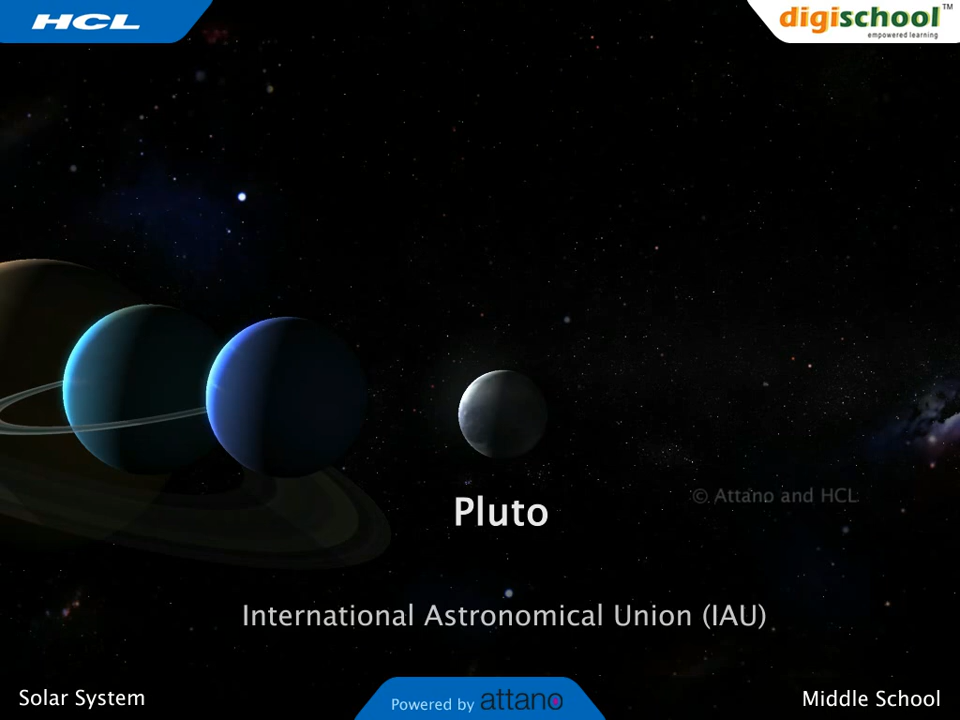 HCL
digischool™
empowered learning
Pluto
© Attano and HCL
International Astronomical Union (IAU)
Solar System
Powered by attano
Middle School